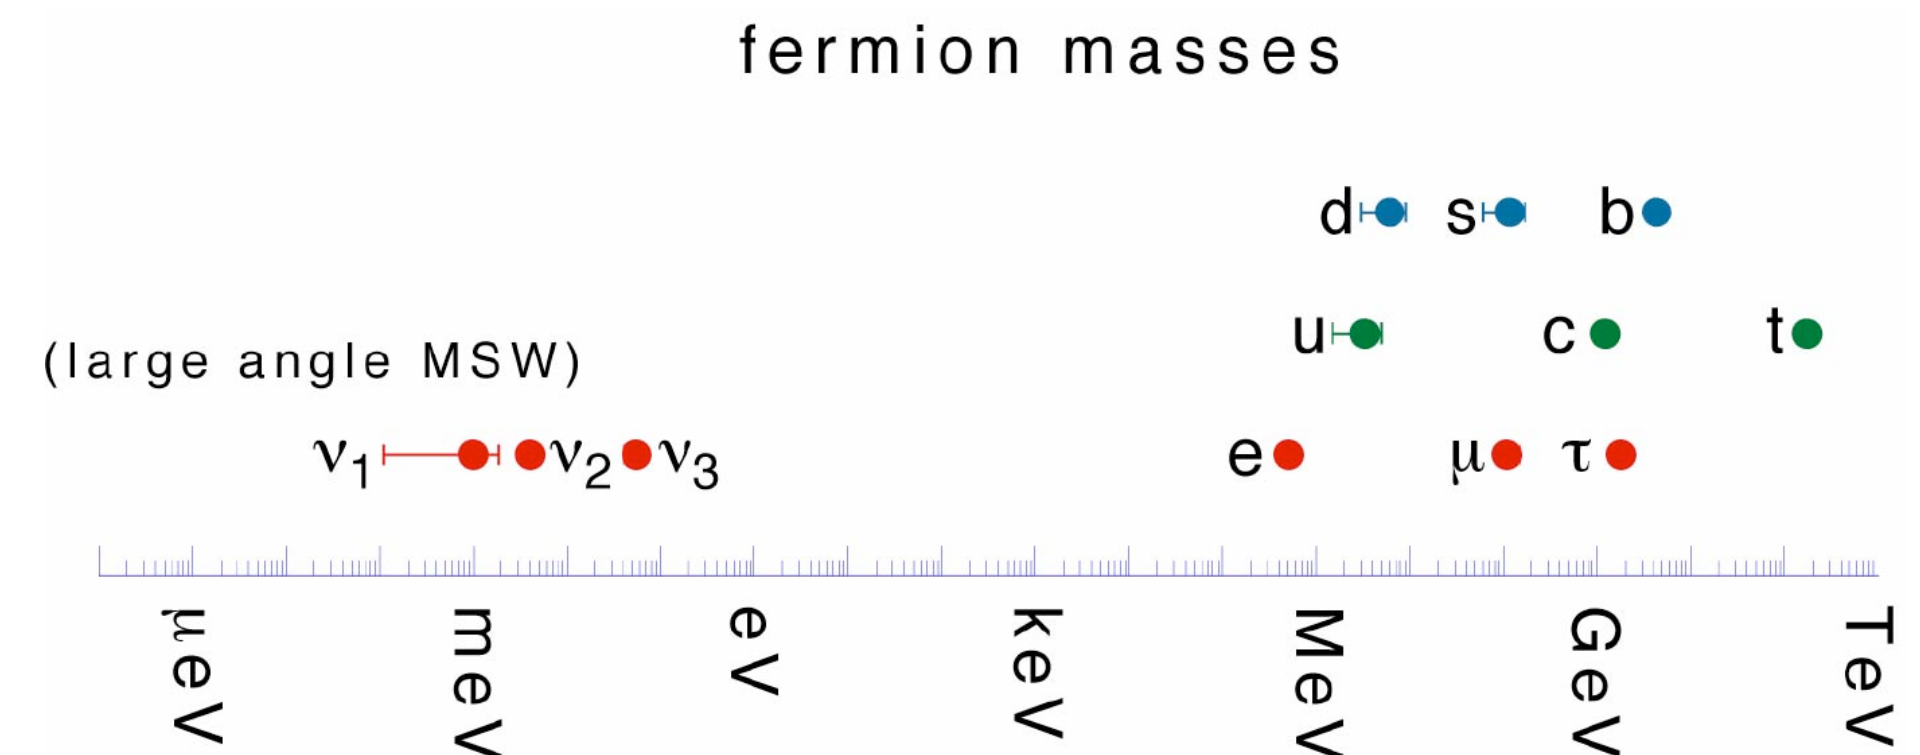 fermion masses
d s b
u c t
(large angle MSW)
ν1 ν2 ν3 e μ τ
μeV meV eV keV MeV GeV TeV